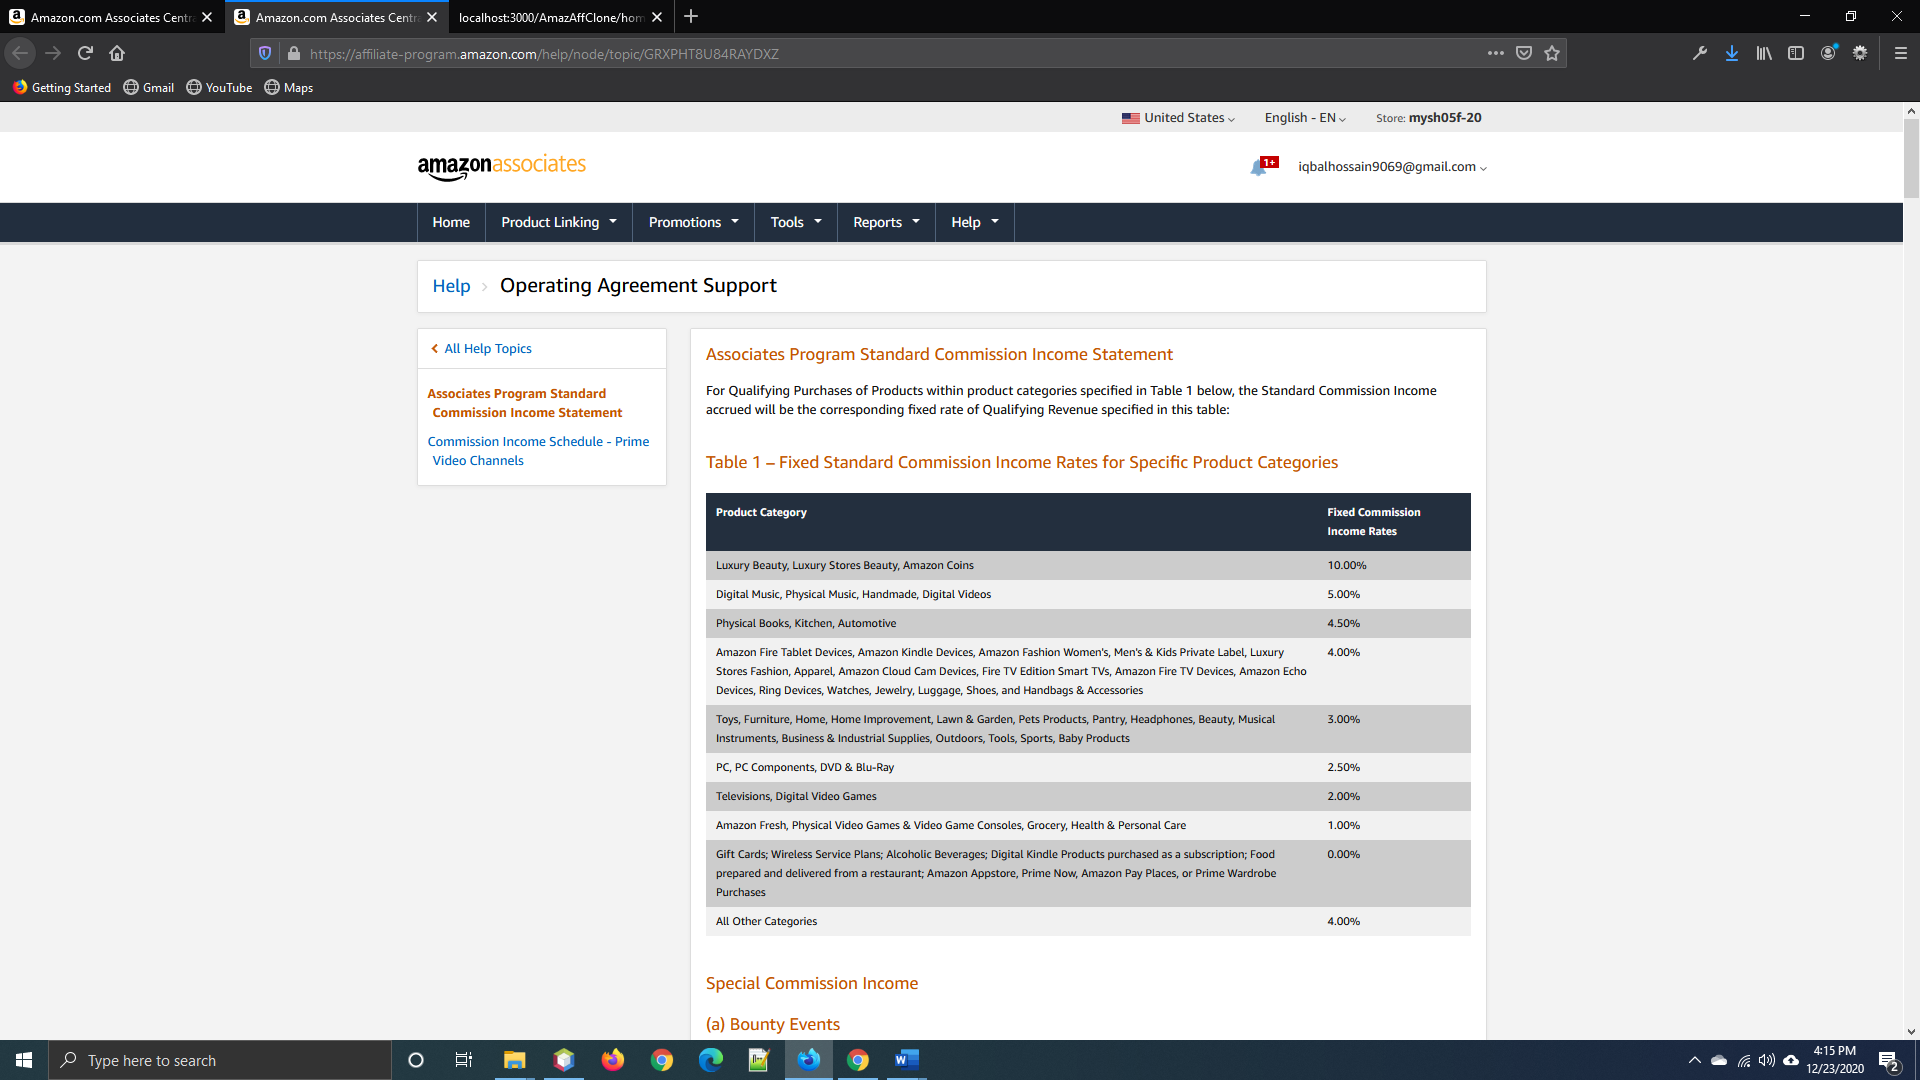 Amazon.com Associates Centra
Amazon.com Associates Centra
localhost:3000/AmazAffClone/hom
https://affiliate-program.amazon.com/help/node/topic/GRXPHT8U84RAYDXZ
Getting Started
Gmail
YouTube
Maps
United States
English - EN
Store: mysh05f-20
amazonassociates
1+
iqbalhossain9069@gmail.com
Home
Product Linking
Promotions
Tools
Reports
Help
Help
Operating Agreement Support
All Help Topics
Associates Program Standard
Commission Income Statement
Commission Income Schedule - Prime
Video Channels
Associates Program Standard Commission Income Statement
For Qualifying Purchases of Products within product categories specified in Table 1 below, the Standard Commission Income
accrued will be the corresponding fixed rate of Qualifying Revenue specified in this table:
Table 1 – Fixed Standard Commission Income Rates for Specific Product Categories
Product Category
Fixed Commission
Income Rates
Luxury Beauty, Luxury Stores Beauty, Amazon Coins
10.00%
Digital Music, Physical Music, Handmade, Digital Videos
5.00%
Physical Books, Kitchen, Automotive
4.50%
Amazon Fire Tablet Devices, Amazon Kindle Devices, Amazon Fashion Women's, Men's & Kids Private Label, Luxury
Stores Fashion, Apparel, Amazon Cloud Cam Devices, Fire TV Edition Smart TVs, Amazon Fire TV Devices, Amazon Echo
Devices, Ring Devices, Watches, Jewelry, Luggage, Shoes, and Handbags & Accessories
4.00%
Toys, Furniture, Home, Home Improvement, Lawn & Garden, Pets Products, Pantry, Headphones, Beauty, Musical
Instruments, Business & Industrial Supplies, Outdoors, Tools, Sports, Baby Products
3.00%
PC, PC Components, DVD & Blu-Ray
2.50%
Televisions, Digital Video Games
2.00%
Amazon Fresh, Physical Video Games & Video Game Consoles, Grocery, Health & Personal Care
1.00%
Gift Cards; Wireless Service Plans; Alcoholic Beverages; Digital Kindle Products purchased as a subscription; Food
prepared and delivered from a restaurant; Amazon Appstore, Prime Now, Amazon Pay Places, or Prime Wardrobe
Purchases
0.00%
All Other Categories
4.00%
Special Commission Income
(a) Bounty Events
Type here to search
4:15 PM
12/23/2020
2